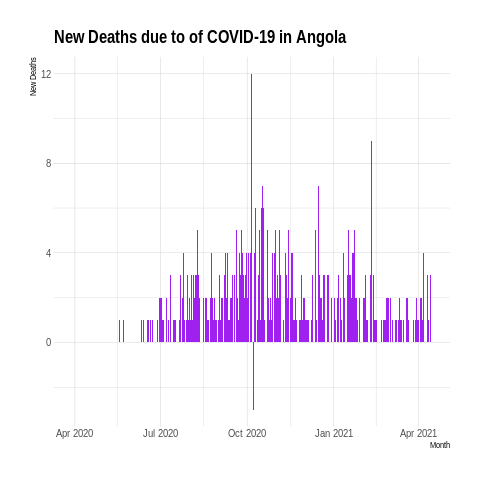 New Deaths due to of COVID-19 in Angola
New Deaths
12
8
4
0
Apr 2020 Jul 2020 Oct 2020 Jan 2021 Apr 2021
Month